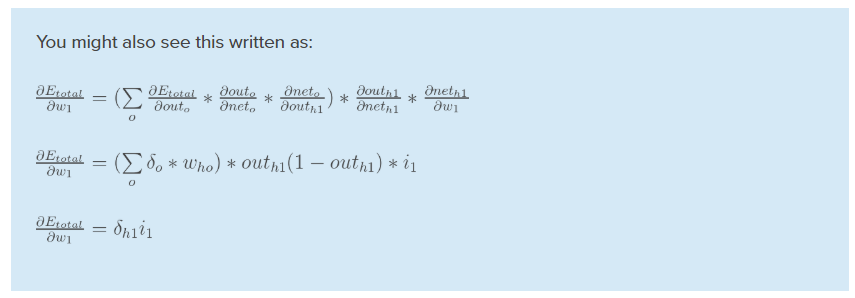 You might also see this written as:
$\frac{\partial E_{total}}{\partial w_1} = (\sum\limits_o \frac{\partial E_{total}}{\partial out_o} * \frac{\partial out_o}{\partial net_o} * \frac{\partial net_o}{\partial out_{h1}}) * \frac{\partial out_{h1}}{\partial net_{h1}} * \frac{\partial net_{h1}}{\partial w_1}$
$\frac{\partial E_{total}}{\partial w_1} = (\sum\limits_o \delta_o * w_{ho}) * out_{h1}(1 - out_{h1}) * i_1$
$\frac{\partial E_{total}}{\partial w_1} = \delta_{h1} i_1$